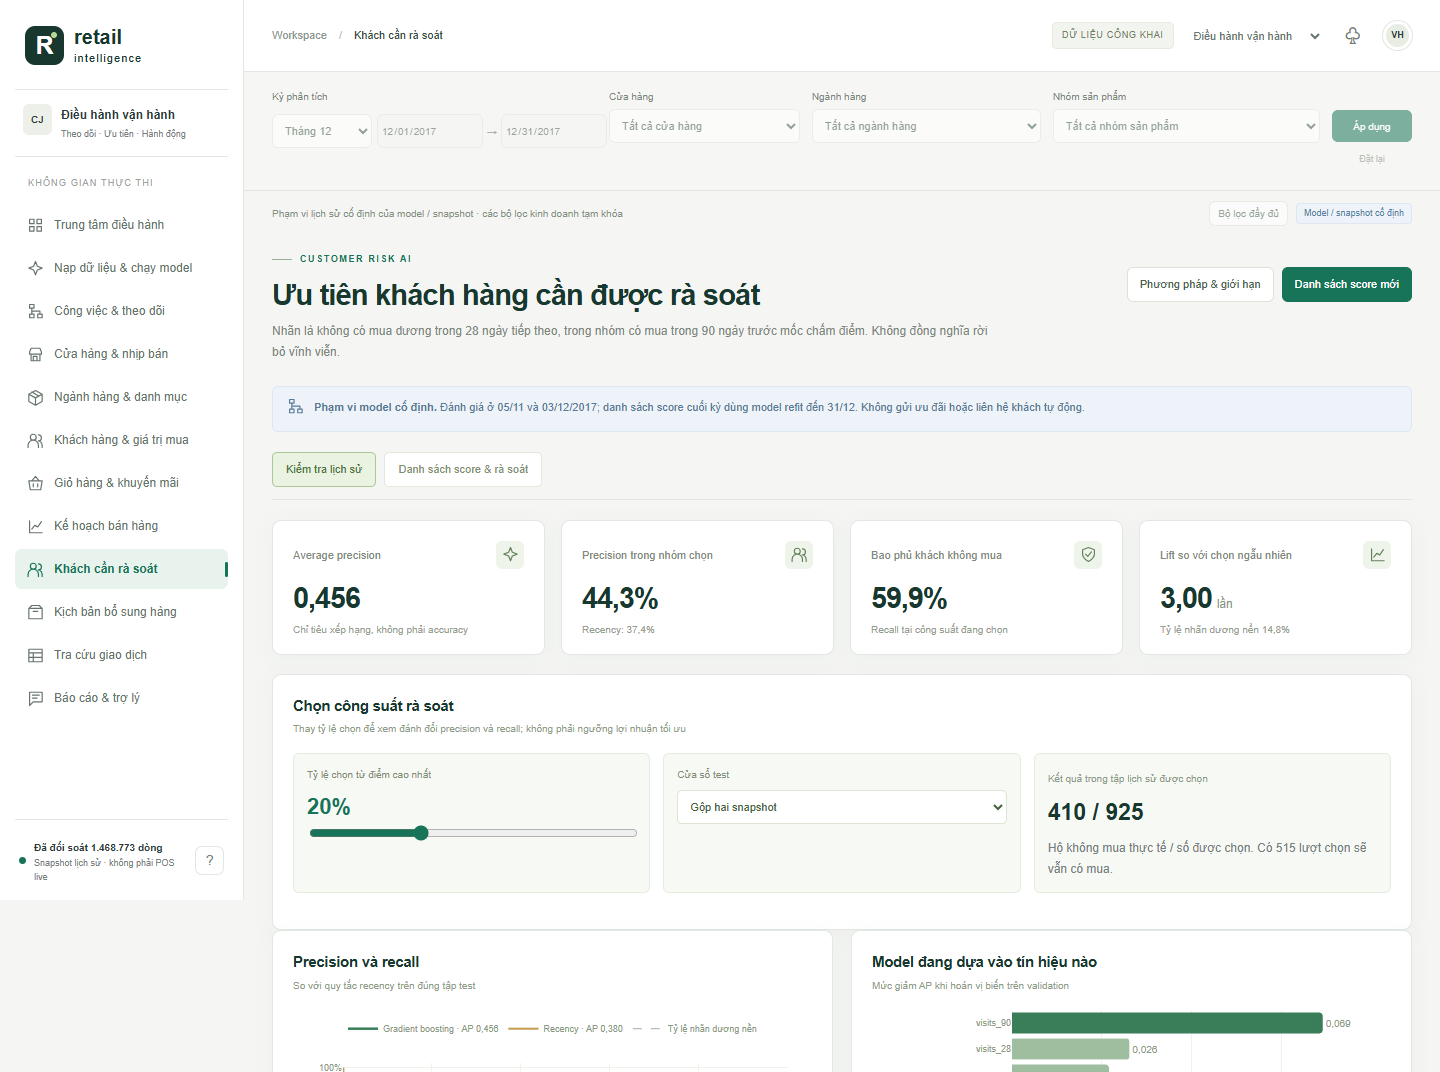 R
retail
intelligence
CJ
Điều hành vận hành
Theo dõi · Ưu tiên · Hành động
KHÔNG GIAN THỰC THI
Trung tâm điều hành
Nạp dữ liệu & chạy model
Công việc & theo dõi
Cửa hàng & nhịp bán
Ngành hàng & danh mục
Khách hàng & giá trị mua
Giỏ hàng & khuyến mãi
Kế hoạch bán hàng
Khách cần rà soát
Kịch bản bổ sung hàng
Tra cứu giao dịch
Báo cáo & trợ lý
Đã đối soát 1.468.773 dòng
Snapshot lịch sử · không phải POS
live
?
Workspace / Khách cần rà soát
DỮ LIỆU CÔNG KHAI
Điều hành vận hành
VH
Kỳ phân tích
Cửa hàng
Ngành hàng
Nhóm sản phẩm
Tháng 12
12/01/2017 → 12/31/2017
Tất cả cửa hàng
Tất cả ngành hàng
Tất cả nhóm sản phẩm
Áp dụng
Đặt lại
Phạm vi lịch sử cố định của model / snapshot · các bộ lọc kinh doanh tạm khóa
Bộ lọc đầy đủ
Model / snapshot cố định
CUSTOMER RISK AI
Ưu tiên khách hàng cần được rà soát
Phương pháp & giới hạn
Danh sách score mới
Nhãn là không có mua dương trong 28 ngày tiếp theo, trong nhóm có mua trong 90 ngày trước mốc chấm điểm. Không đồng nghĩa rời
bỏ vĩnh viễn.
Phạm vi model cố định. Đánh giá ở 05/11 và 03/12/2017; danh sách score cuối kỳ dùng model refit đến 31/12. Không gửi ưu đãi hoặc liên hệ khách tự động.
Kiểm tra lịch sử
Danh sách score & rà soát
Average precision
0,456
Chỉ tiêu xếp hạng, không phải accuracy
Precision trong nhóm chọn
44,3%
Recency: 37,4%
Bao phủ khách không mua
59,9%
Recall tại công suất đang chọn
Lift so với chọn ngẫu nhiên
3,00 lần
Tỷ lệ nhãn dương nền 14,8%
Chọn công suất rà soát
Thay tỷ lệ chọn để xem đánh đổi precision và recall; không phải ngưỡng lợi nhuận tối ưu
Tỷ lệ chọn từ điểm cao nhất
20%
Cửa sổ test
Gộp hai snapshot
Kết quả trong tập lịch sử được chọn
410 / 925
Hộ không mua thực tế / số được chọn. Có 515 lượt chọn sẽ
vẫn có mua.
Precision và recall
So với quy tắc recency trên đúng tập test
Gradient boosting · AP 0,456
Recency · AP 0,380
Tỷ lệ nhãn dương nền
100%
Model đang dựa vào tín hiệu nào
Mức giảm AP khi hoán vị biến trên validation
visits_90
0,069
visits_28
0,026